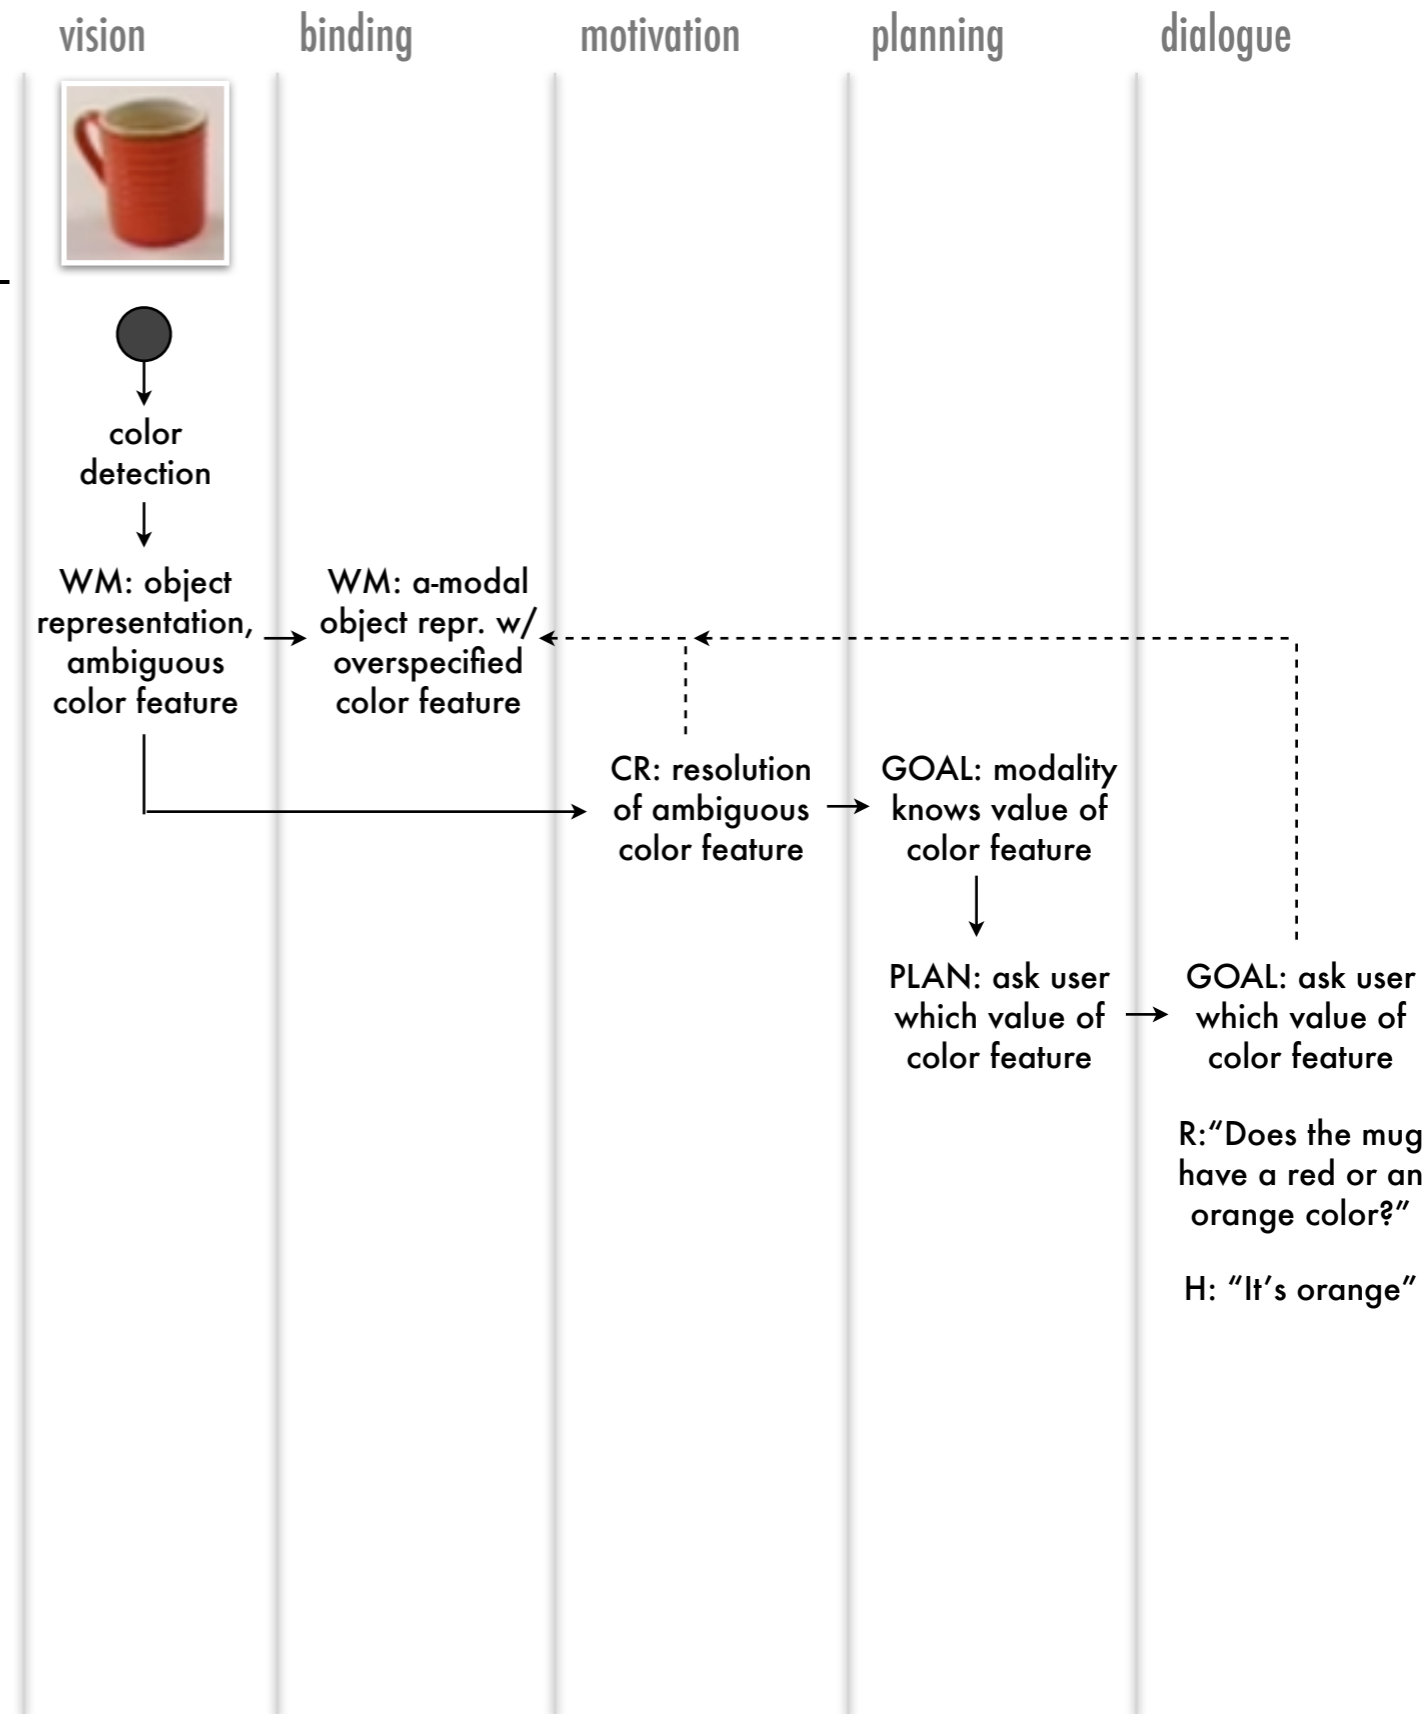 vision
binding
motivation
planning
dialogue
color
detection
WM: object
representation,
ambiguous
color feature
WM: a-modal
object repr. w/
overspecified
color feature
CR: resolution
of ambiguous
color feature
GOAL: modality
knows value of
color feature
PLAN: ask user
which value of
color feature
GOAL: ask user
which value of
color feature
R:“Does the mug
have a red or an
orange color?”
H: “It’s orange”